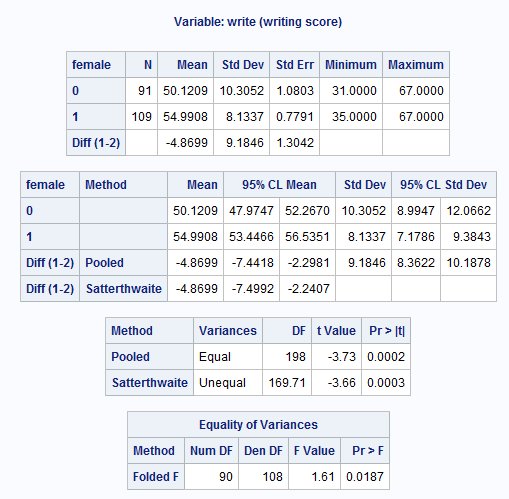 Variable: write (writing score)
female N Mean Std Dev Std Err Minimum Maximum
0 91 50.1209 10.3052 1.0803 31.0000 67.0000
1 109 54.9908 8.1337 0.7791 35.0000 67.0000
Diff (1-2) -4.8699 9.1846 1.3042
female Method Mean 95% CL Mean Std Dev 95% CL Std Dev
0 50.1209 47.9747 52.2670 10.3052 8.9947 12.0662
1 54.9908 53.4466 56.5351 8.1337 7.1786 9.3843
Diff (1-2) Pooled -4.8699 -7.4418 -2.2981 9.1846 8.3622 10.1878
Diff (1-2) Satterthwaite -4.8699 -7.4992 -2.2407
Method Variances DF t Value Pr > |t|
Pooled Equal 198 -3.73 0.0002
Satterthwaite Unequal 169.71 -3.66 0.0003
Equality of Variances
Method Num DF Den DF F Value Pr > F
Folded F 90 108 1.61 0.0187